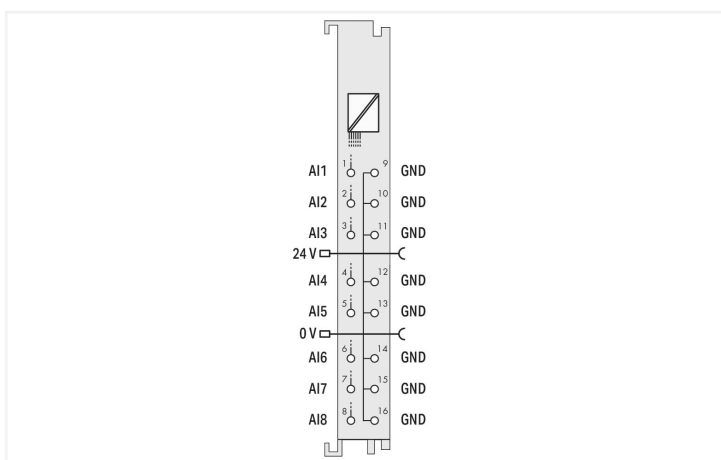 AI1 1 9 GND
AI2 2 10 GND
AI3 3 11 GND
24 V
AI4 4 12 GND
AI5 5 13 GND
0 V
AI6 6 14 GND
AI7 7 15 GND
AI8 8 16 GND